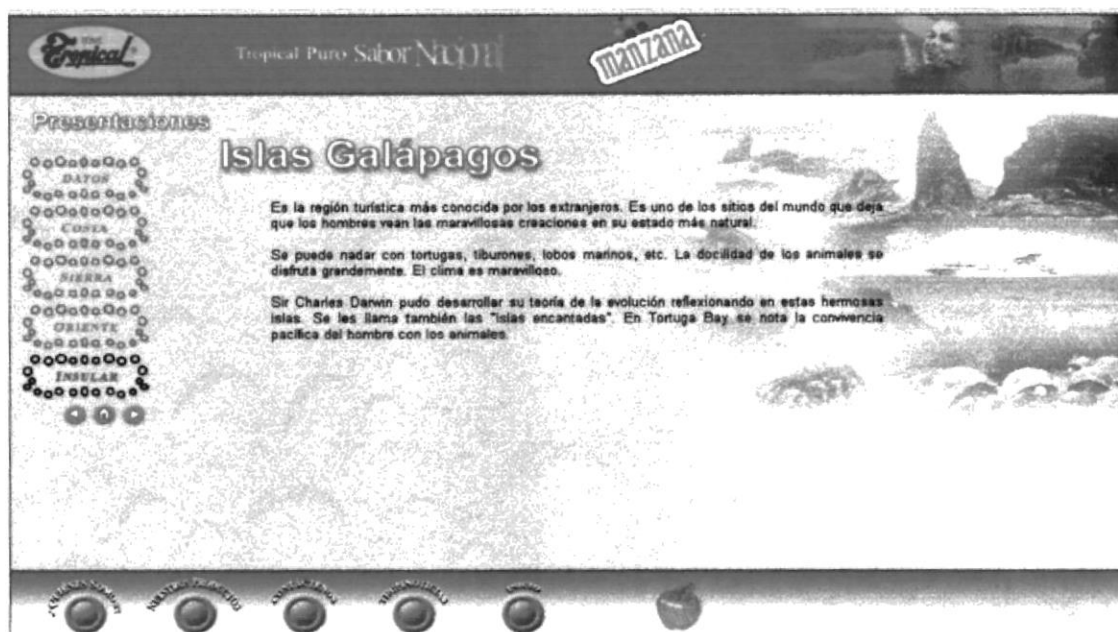 Tropical
Tropical Puro Sabor Nacional
manzana
Presentaciones
DATOS
COSTA
SIERRA
ORIENTE
INSULAR
Islas Galápagos
Es la región turística más conocida por los extranjeros. Es uno de los sitios del mundo que deja
que los hombres vean las maravillosas creaciones en su estado más natural.
Se puede nadar con tortugas, tiburones, lobos marinos, etc. La docilidad de los animales se
disfruta grandemente. El clima es maravilloso.
Sir Charles Darwin pudo desarrollar su teoría de la evolución reflexionando en estas hermosas
islas. Se les llama también las "islas encantadas". En Tortuga Bay se nota la convivencia
pacífica del hombre con los animales.